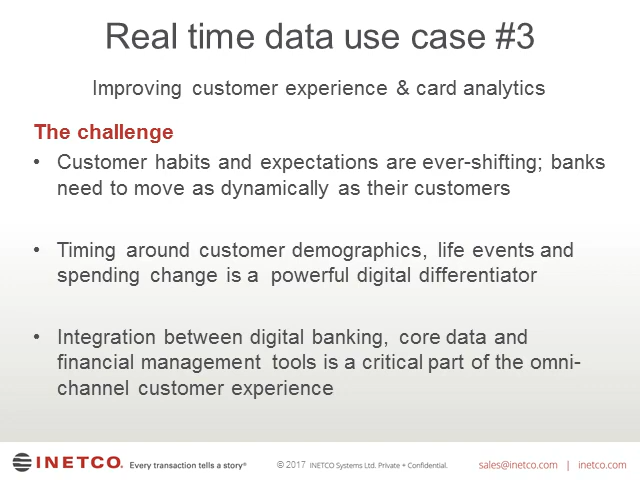 Real time data use case #3
Improving customer experience & card analytics
The challenge
• Customer habits and expectations are ever-shifting; banks
need to move as dynamically as their customers
• Timing around customer demographics, life events and
spending change is a powerful digital differentiator
• Integration between digital banking, core data and
financial management tools is a critical part of the omni-
channel customer experience
INETCO. Every transaction tells a story® © 2017 INETCO Systems Ltd. Private + Confidential. sales@inetco.com | inetco.com